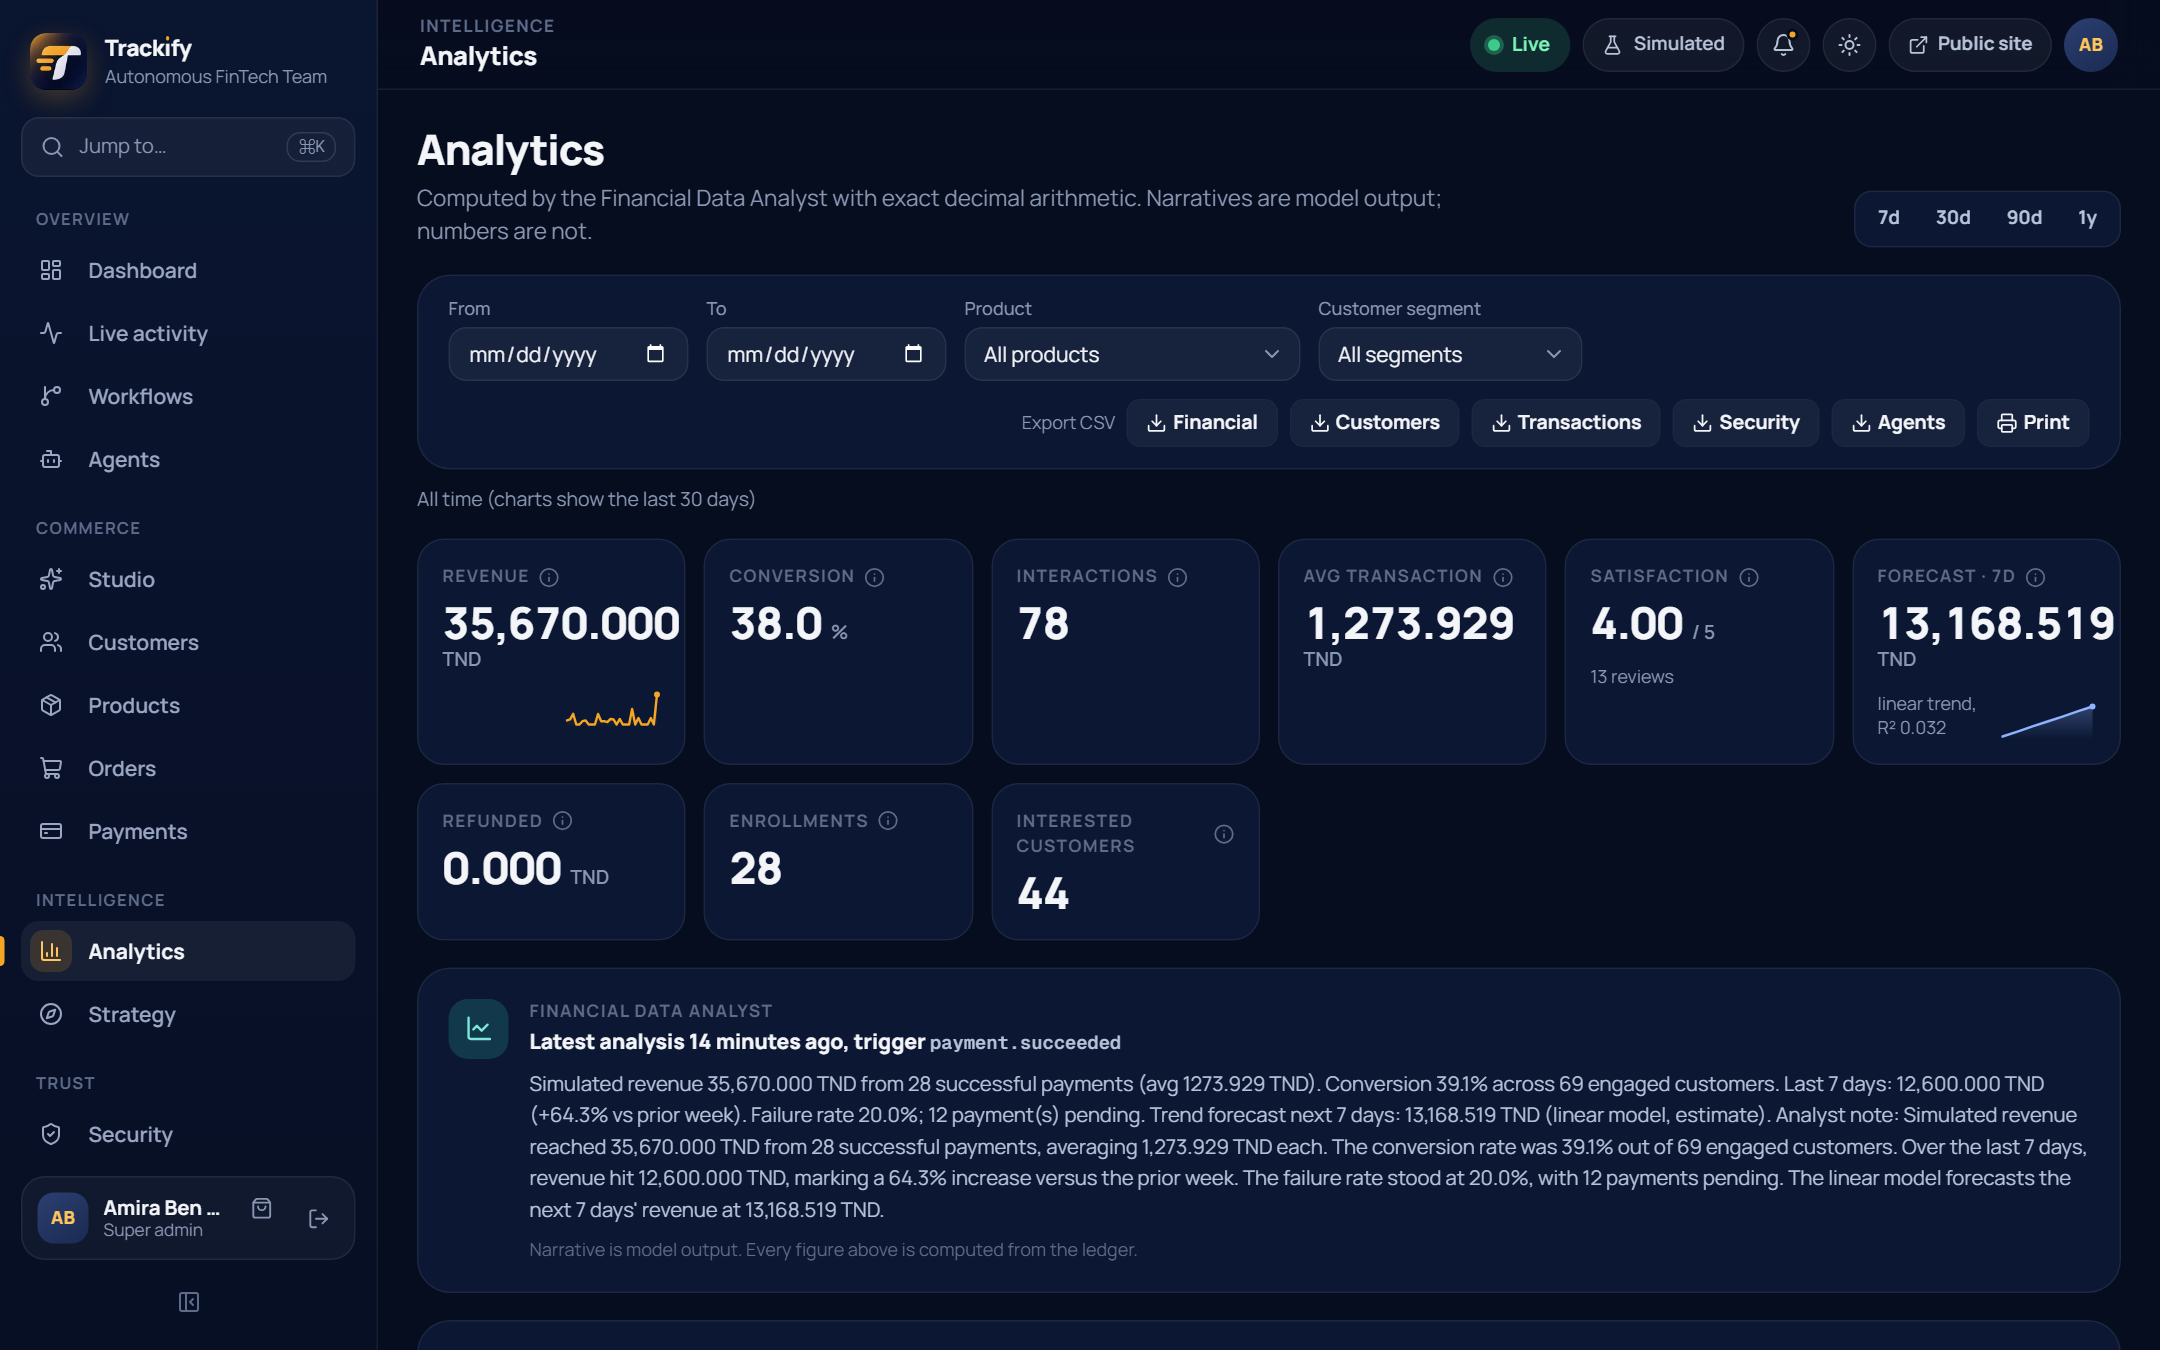 Trackify
Autonomous FinTech Team
Jump to...
⌘K
OVERVIEW
Dashboard
Live activity
Workflows
Agents
COMMERCE
Studio
Customers
Products
Orders
Payments
INTELLIGENCE
Analytics
Strategy
TRUST
Security
AB
Amira Ben ...
Super admin
INTELLIGENCE
Analytics
Live
Simulated
Public site
AB
Analytics
Computed by the Financial Data Analyst with exact decimal arithmetic. Narratives are model output;
numbers are not.
7d 30d 90d 1y
From To Product Customer segment
mm/dd/yyyy mm/dd/yyyy All products All segments
Export CSV Financial Customers Transactions Security Agents Print
All time (charts show the last 30 days)
REVENUE
35,670.000
TND
CONVERSION
38.0 %
INTERACTIONS
78
AVG TRANSACTION
1,273.929
TND
SATISFACTION
4.00 / 5
13 reviews
FORECAST · 7D
13,168.519
TND
linear trend,
R² 0.032
REFUNDED
0.000 TND
ENROLLMENTS
28
INTERESTED
CUSTOMERS
44
FINANCIAL DATA ANALYST
Latest analysis 14 minutes ago, trigger payment.succeeded
Simulated revenue 35,670.000 TND from 28 successful payments (avg 1273.929 TND). Conversion 39.1% across 69 engaged customers. Last 7 days: 12,600.000 TND
(+64.3% vs prior week). Failure rate 20.0%; 12 payment(s) pending. Trend forecast next 7 days: 13,168.519 TND (linear model, estimate). Analyst note: Simulated revenue
reached 35,670.000 TND from 28 successful payments, averaging 1,273.929 TND each. The conversion rate was 39.1% out of 69 engaged customers. Over the last 7 days,
revenue hit 12,600.000 TND, marking a 64.3% increase versus the prior week. The failure rate stood at 20.0%, with 12 payments pending. The linear model forecasts the
next 7 days' revenue at 13,168.519 TND.
Narrative is model output. Every figure above is computed from the ledger.